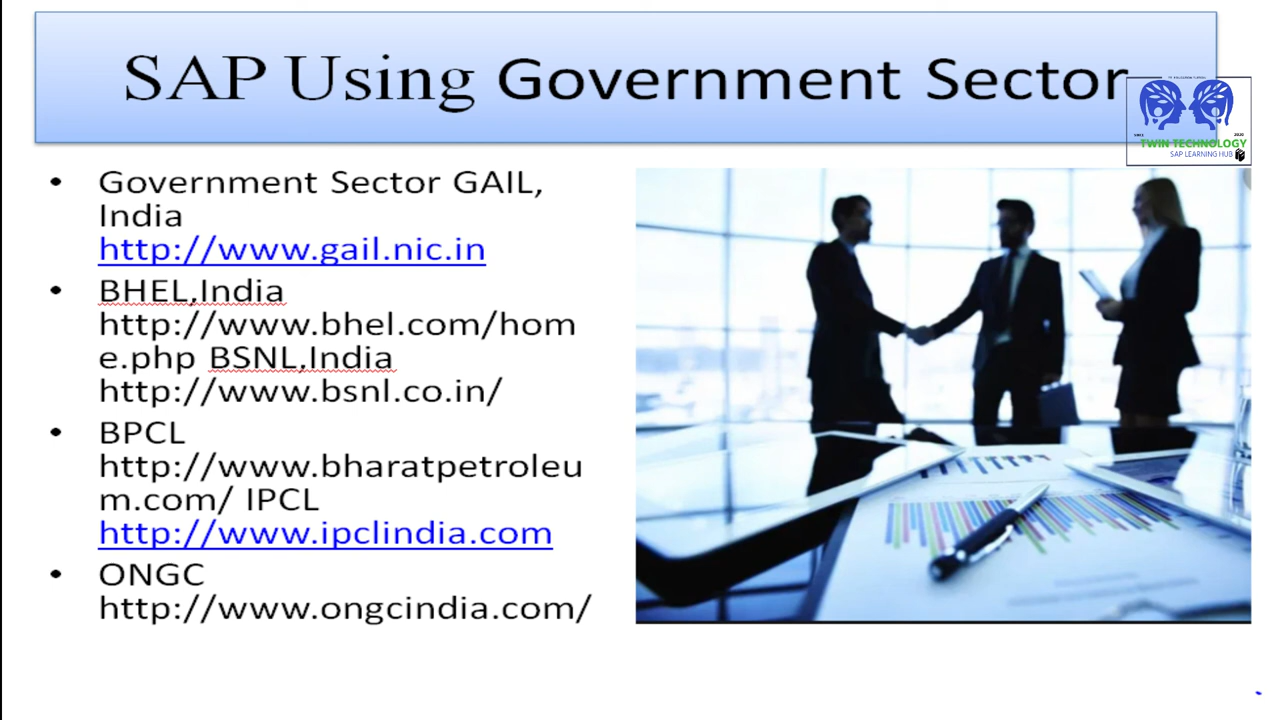 SAP Using Government Sector
TWIN TECHNOLOGY
SAP LEARNING HUB
2020
• Government Sector GAIL,
India
http://www.gail.nic.in
• BHEL,India
http://www.bhel.com/hom
e.php BSNL,India
http://www.bsnl.co.in/
• BPCL
http://www.bharatpetroleu
m.com/ IPCL
http://www.ipclindia.com
• ONGC
http://www.ongcindia.com/